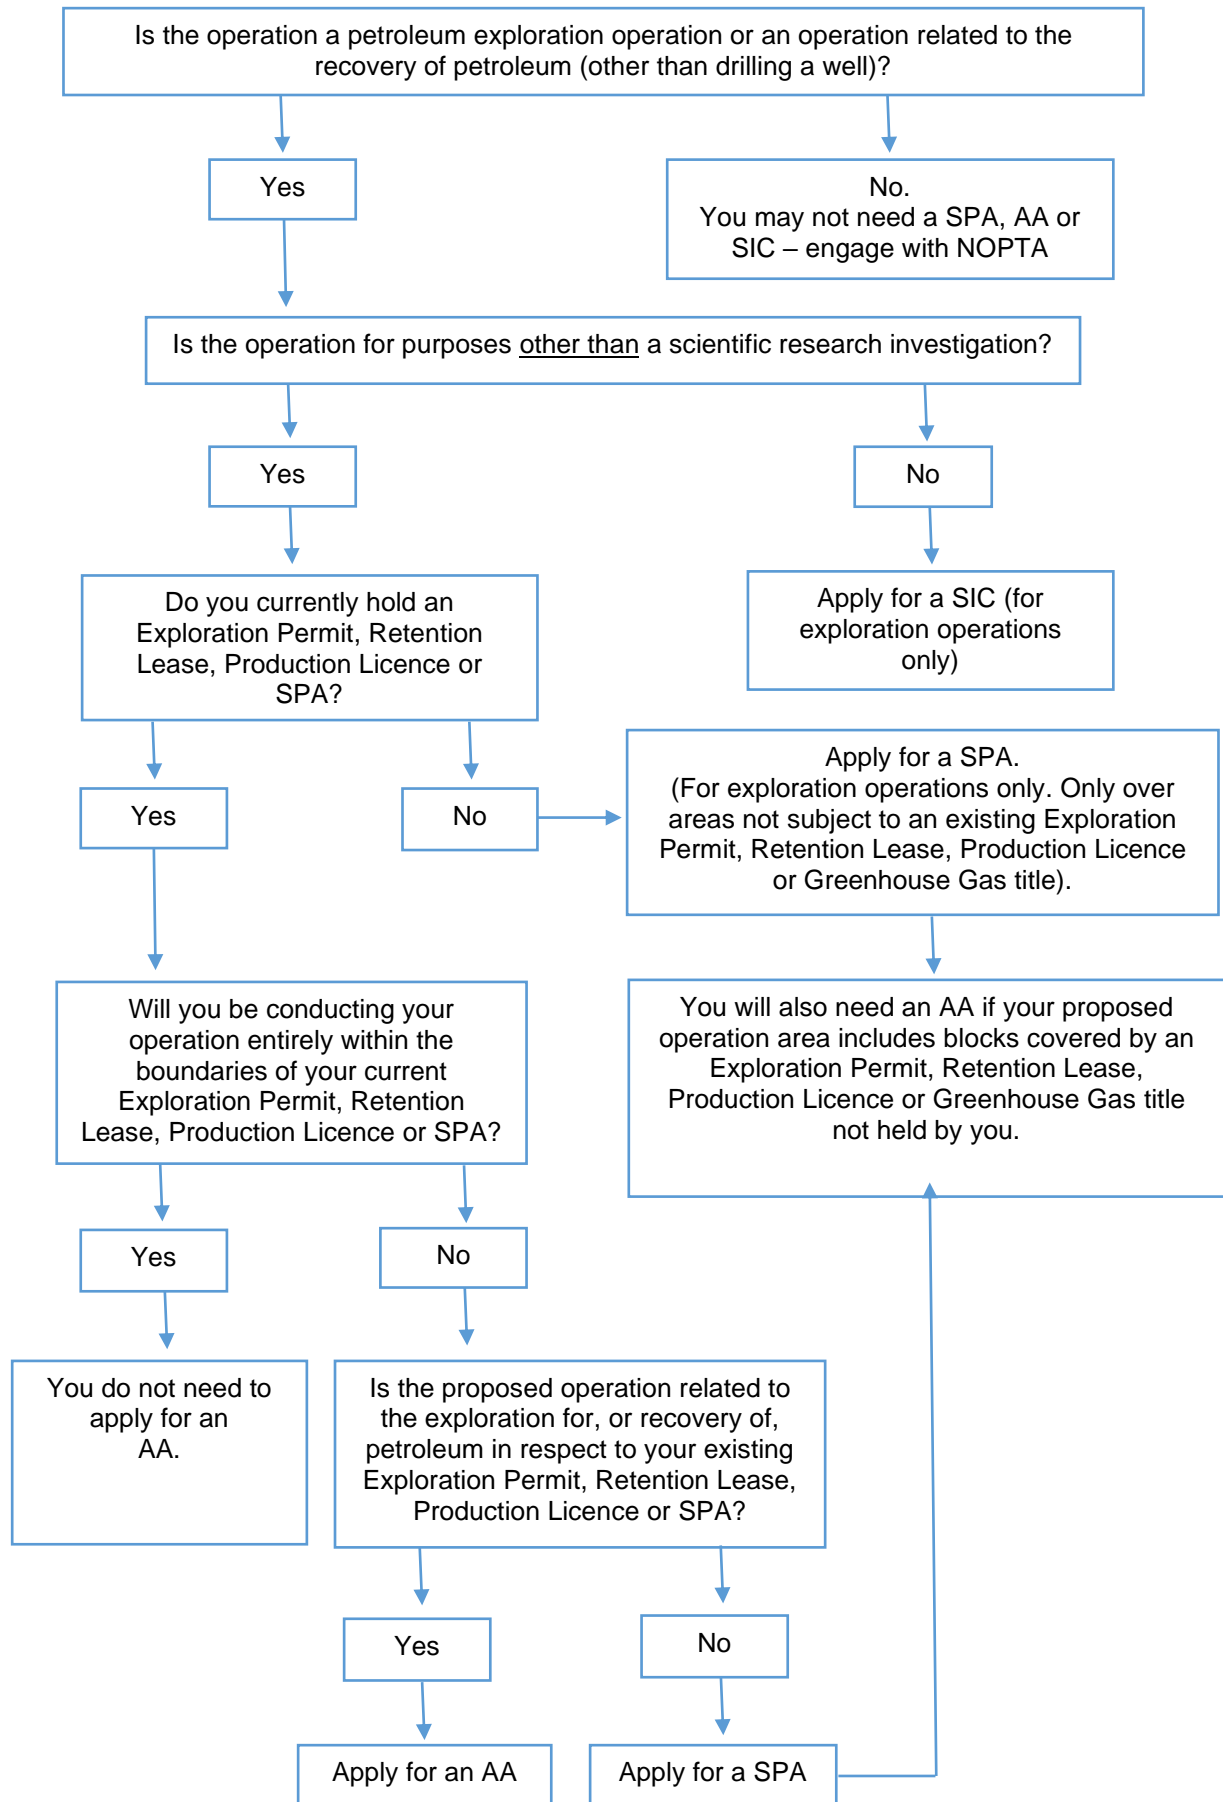 Is the operation a petroleum exploration operation or an operation related to the
recovery of petroleum (other than drilling a well)?
Yes
No.
You may not need a SPA, AA or
SIC – engage with NOPTA
Is the operation for purposes other than a scientific research investigation?
Yes
No
Do you currently hold an
Exploration Permit, Retention
Lease, Production Licence or
SPA?
Apply for a SIC (for
exploration operations
only)
Yes
No
Apply for a SPA.
(For exploration operations only. Only over
areas not subject to an existing Exploration
Permit, Retention Lease, Production Licence
or Greenhouse Gas title).
Will you be conducting your
operation entirely within the
boundaries of your current
Exploration Permit, Retention
Lease, Production Licence or SPA?
You will also need an AA if your proposed
operation area includes blocks covered by an
Exploration Permit, Retention Lease,
Production Licence or Greenhouse Gas title
not held by you.
Yes
No
You do not need to
apply for an
AA.
Is the proposed operation related to
the exploration for, or recovery of,
petroleum in respect to your existing
Exploration Permit, Retention Lease,
Production Licence or SPA?
Yes
No
Apply for an AA
Apply for a SPA